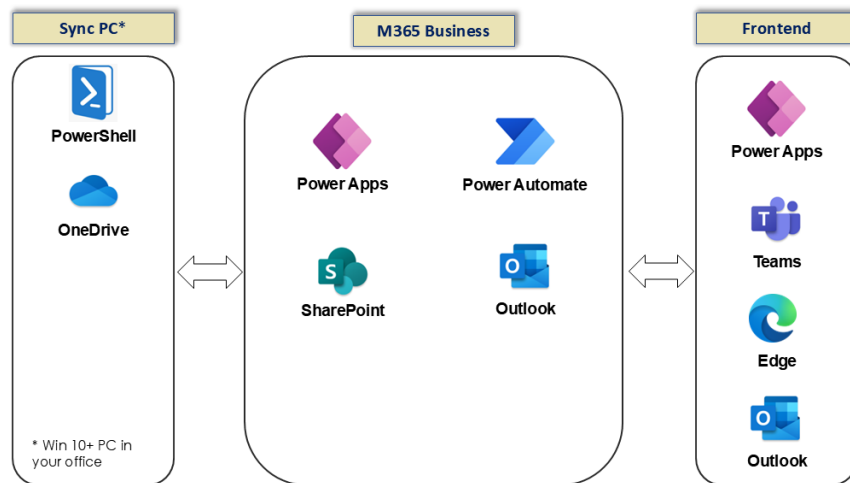 Sync PC*
PowerShell
OneDrive
* Win 10+ PC in
your office
M365 Business
Power Apps
Power Automate
S
SharePoint
O
Outlook
Frontend
Power Apps
T
Teams
Edge
O
Outlook